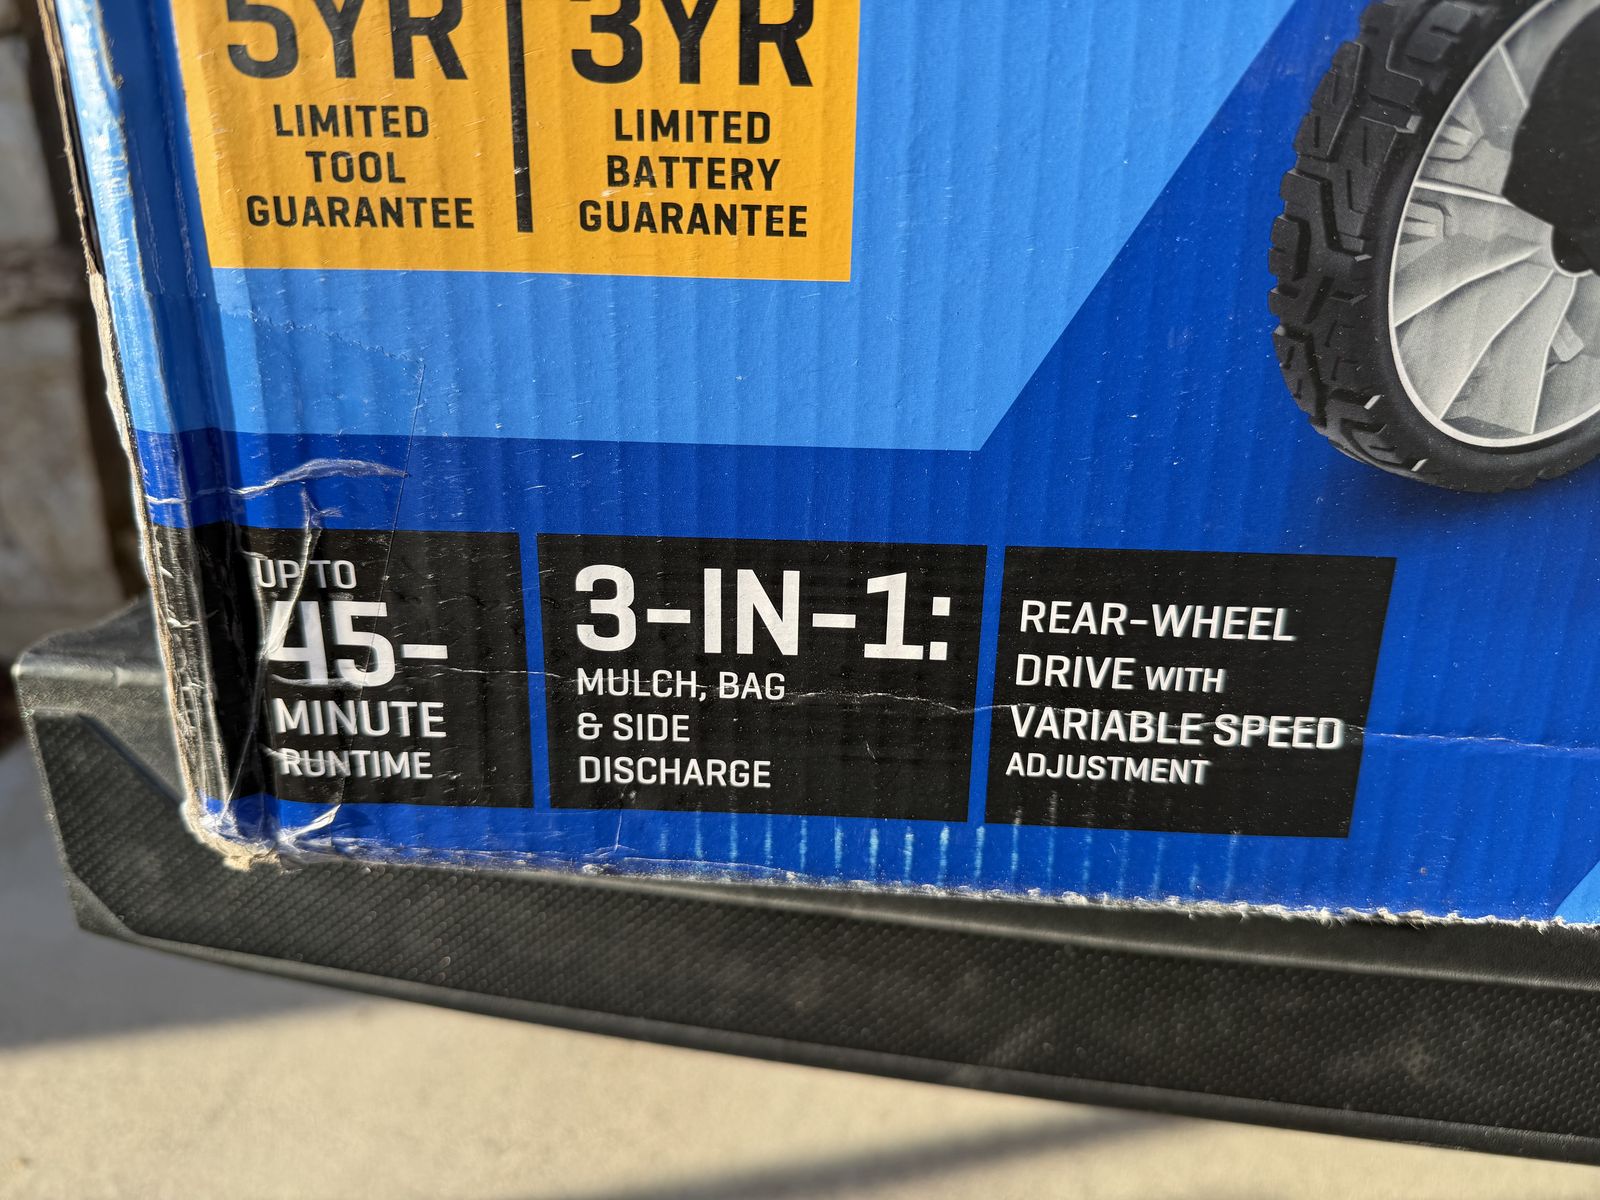 5YR
LIMITED
TOOL
GUARANTEE
3YR
LIMITED
BATTERY
GUARANTEE
UP TO
45-
MINUTE
RUNTIME
3-IN-1:
MULCH, BAG
& SIDE
DISCHARGE
REAR-WHEEL
DRIVE WITH
VARIABLE SPEED
ADJUSTMENT